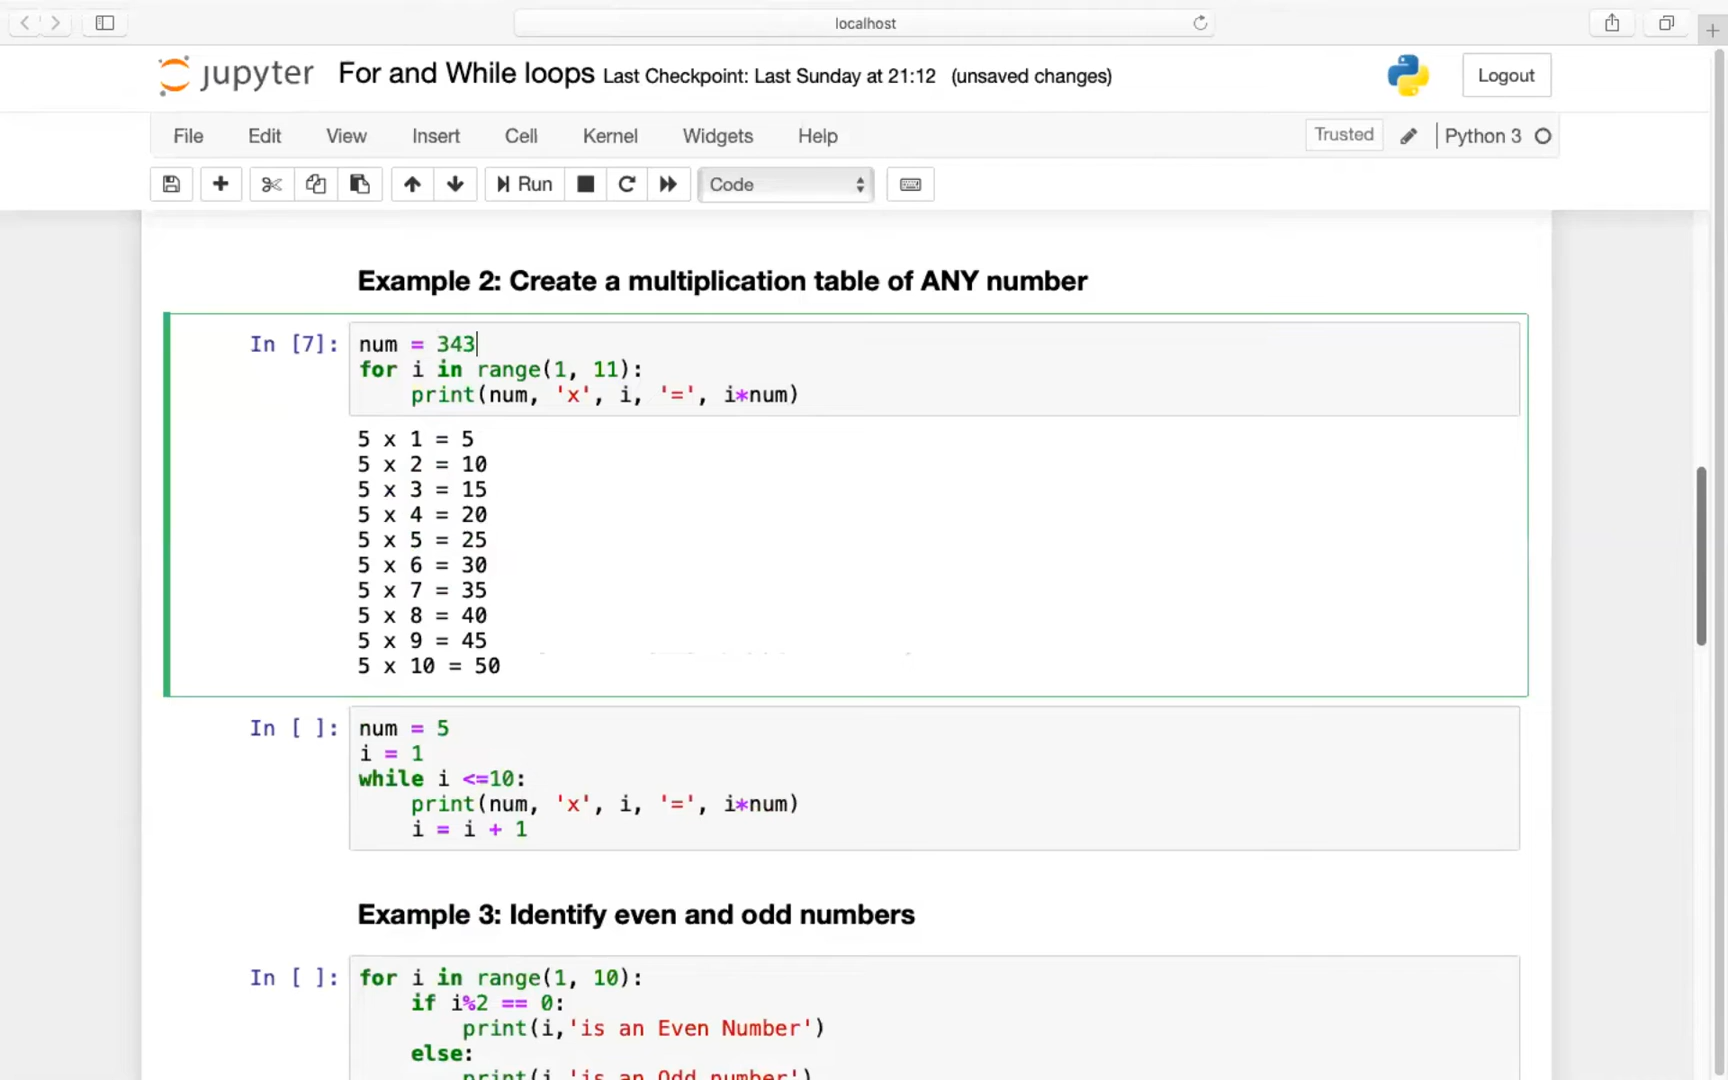 localhost
jupyter For and While loops Last Checkpoint: Last Sunday at 21:12 (unsaved changes)
Logout
File Edit View Insert Cell Kernel Widgets Help
Trusted Python 3
Run Code
Example 2: Create a multiplication table of ANY number
In [7]: num = 343
for i in range(1, 11):
    print(num, 'x', i, '=', i*num)
5 x 1 = 5
5 x 2 = 10
5 x 3 = 15
5 x 4 = 20
5 x 5 = 25
5 x 6 = 30
5 x 7 = 35
5 x 8 = 40
5 x 9 = 45
5 x 10 = 50
In [ ]: num = 5
i = 1
while i <=10:
    print(num, 'x', i, '=', i*num)
    i = i + 1
Example 3: Identify even and odd numbers
In [ ]: for i in range(1, 10):
    if i%2 == 0:
        print(i,'is an Even Number')
    else:
        print(i,'is an Odd number')